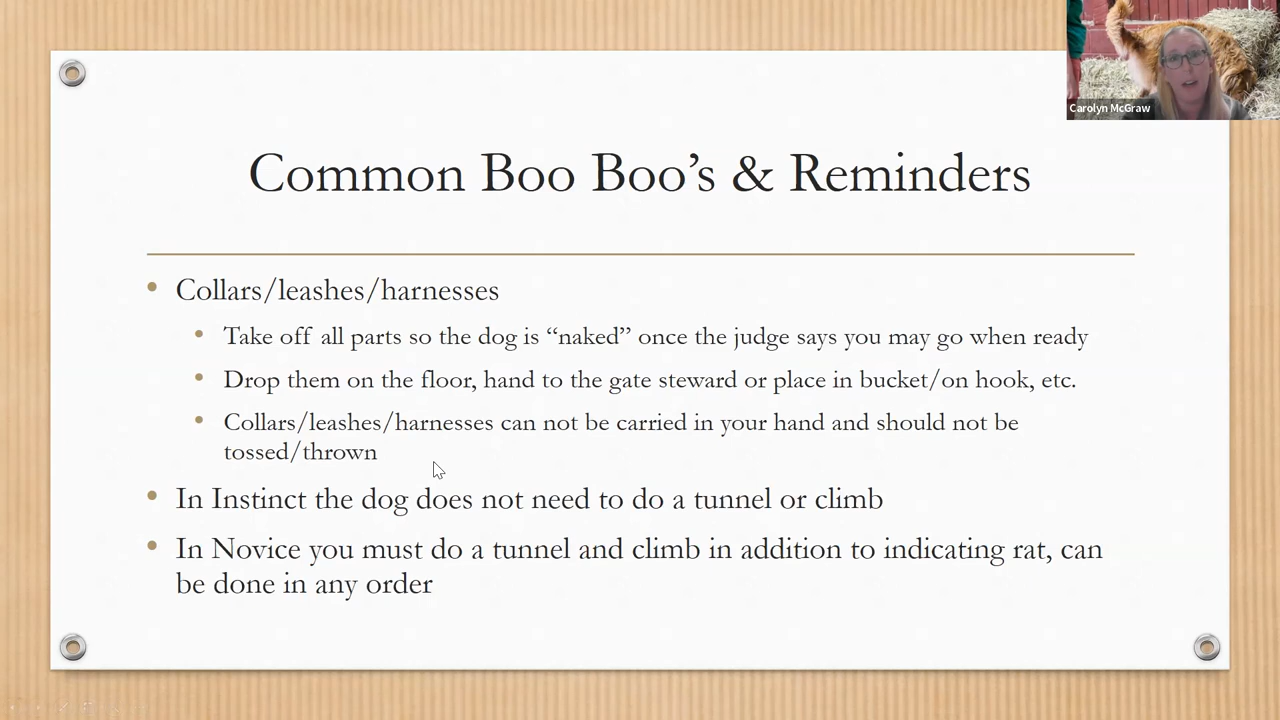 Carolyn McGraw
Common Boo Boo’s & Reminders
Collars/leashes/harnesses
Take off all parts so the dog is “naked” once the judge says you may go when ready
Drop them on the floor, hand to the gate steward or place in bucket/on hook, etc.
Collars/leashes/harnesses can not be carried in your hand and should not be
tossed/thrown
In Instinct the dog does not need to do a tunnel or climb
In Novice you must do a tunnel and climb in addition to indicating rat, can
be done in any order